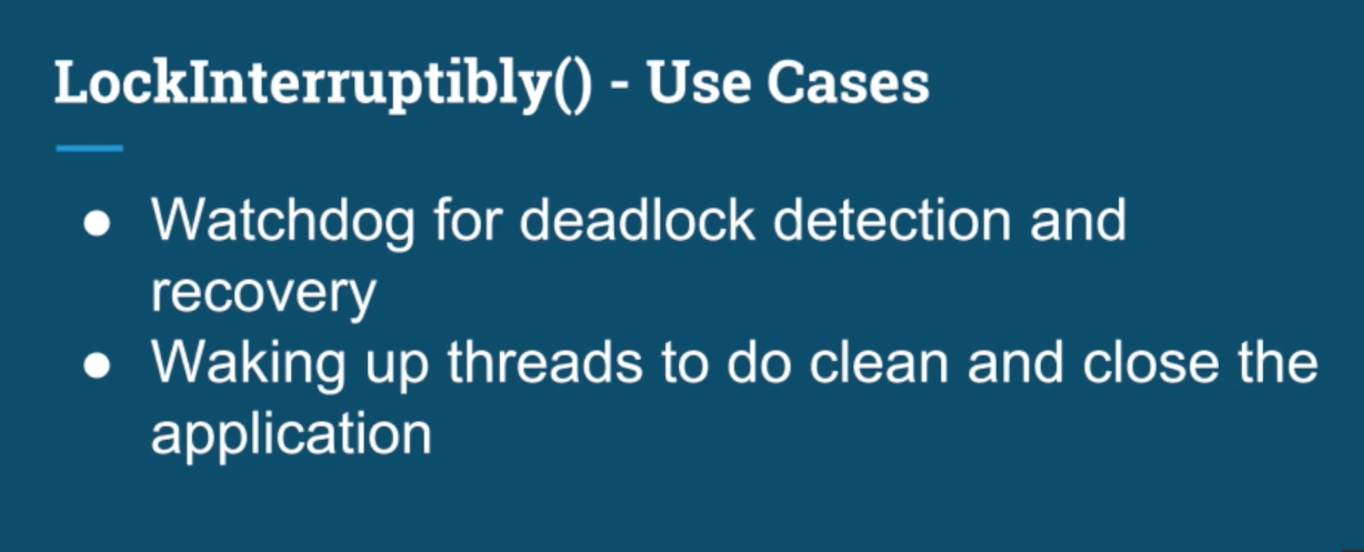 LockInterruptibly() - Use Cases
● Watchdog for deadlock detection and
recovery
● Waking up threads to do clean and close the
application